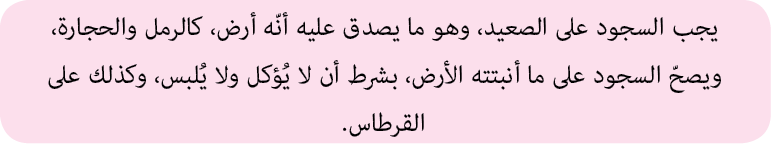 يجب السجود على الصعيد، وهو ما يصدق عليه أنّه أرض، كالرمل والحجارة،
ويصحّ السجود على ما أنبتته الأرض، بشرط أن لا يُؤكل ولا يُلبس، وكذلك على
القرطاس.